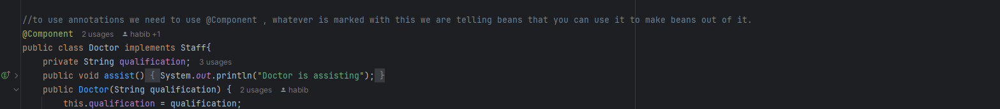 //to use annotations we need to use @Component , whatever is marked with this we are telling beans that you can use it to make beans out of it.
@Component 2 usages habib +1
public class Doctor implements Staff{
private String qualification; 3 usages
public void assist() { System.out.println("Doctor is assisting"); }
public Doctor(String qualification) { 2 usages habib
this.qualification = qualification;